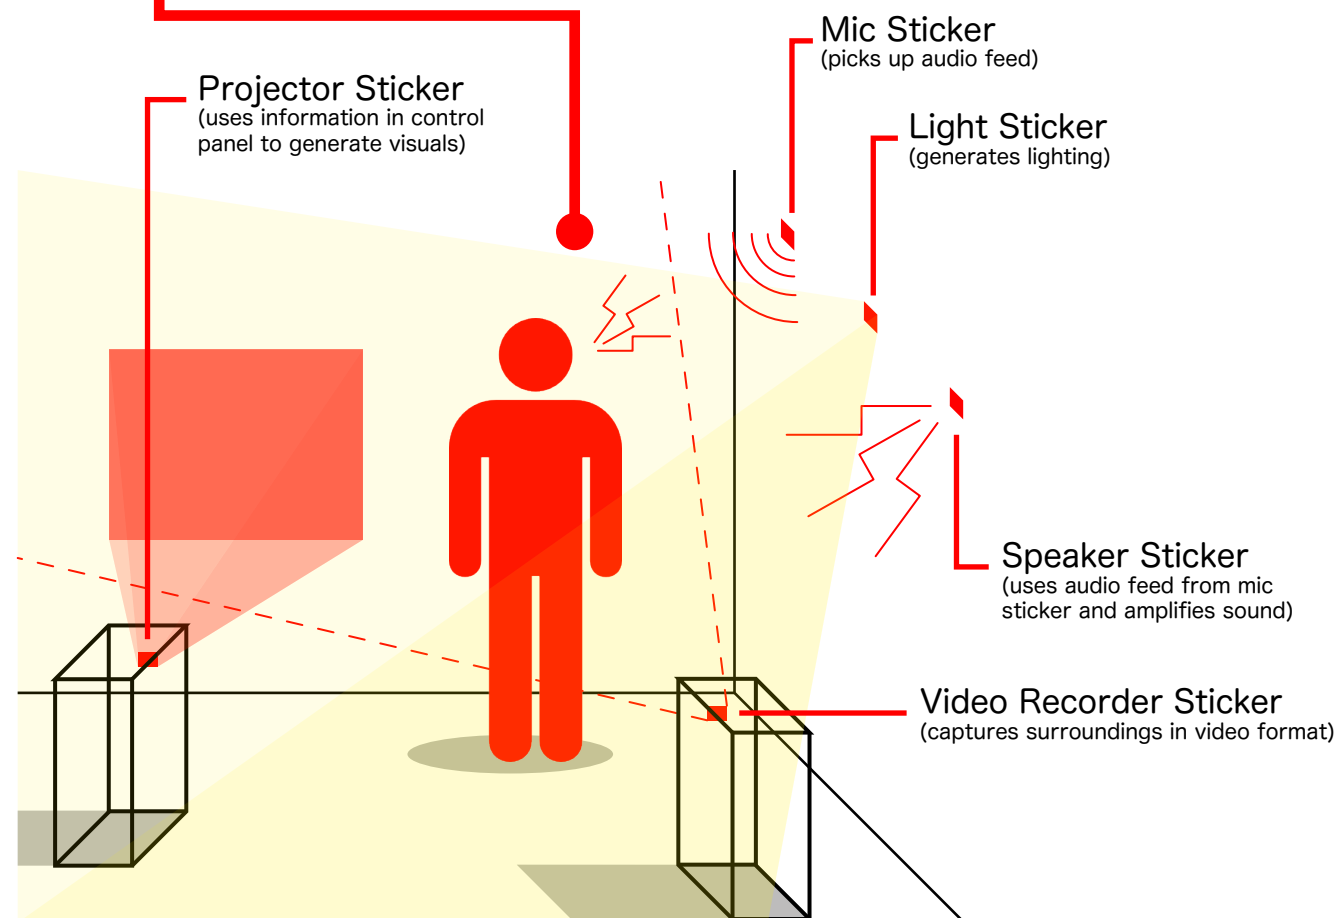 Mic Sticker
(picks up audio feed)
Projector Sticker
(uses information in control
panel to generate visuals)
Light Sticker
(generates lighting)
Speaker Sticker
(uses audio feed from mic
sticker and amplifies sound)
Video Recorder Sticker
(captures surroundings in video format)